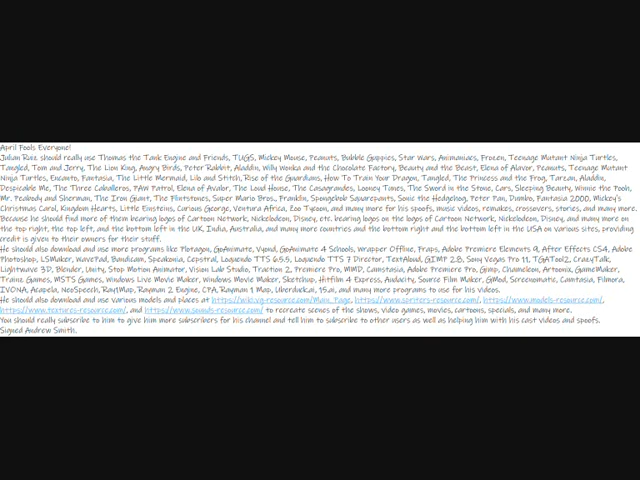 April Fools Everyone!
Julian Ruiz should really use Thomas the Tank Engine and Friends, TUGS, Mickey Mouse, Peanuts, Bubble Guppies, Star Wars, Animaniacs, Frozen, Teenage Mutant Ninja Turtles,
Tangled, Tom and Jerry, The Lion King, Angry Birds, Peter Rabbit, Aladdin, Willy Wonka and the Chocolate Factory, Beauty and the Beast, Elena of Alavor, Peanuts, Teenage Mutant
Ninja Turtles, Encanto, Fantasia, The Little Mermaid, Lilo and Stitch, Rise of the Guardians, How To Train Your Dragon, Tangled, The Princess and the Frog, Tarzan, Aladdin,
Despicable Me, The Three Caballeros, PAW Patrol, Elena of Avalor, The Loud House, The Casagrandes, Looney Tunes, The Sword in the Stone, Cars, Sleeping Beauty, Winnie the Pooh,
Mr. Peabody and Sherman, The Iron Giant, The Flintstones, Super Mario Bros., Franklin, Spongebob Squarepants, Sonic the Hedgehog, Peter Pan, Dumbo, Fantasia 2000, Mickey's
Christmas Carol, Kingdom Hearts, Little Einsteins, Curious George, Ventura Africa, Zoo Tycoon, and many more for his spoofs, music videos, remakes, crossovers, stories, and many more.
Because he should find more of them bearing logos of Cartoon Network, Nickelodeon, Disney, etc. bearing logos on the logos of Cartoon Network, Nickelodeon, Disney, and many more on
the top right, the top left, and the bottom left in the UK, India, Australia, and many more countries and the bottom right and the bottom left in the USA on various sites, providing
credit is given to their owners for their stuff.
He should also download and use more programs like Plotagon, GoAnimate, Vyond, GoAnimate 4 Schools, Wrapper Offline, Fraps, Adobe Premiere Elements 9, After Effects CS4, Adobe
Photoshop, LSMaker, WavePad, Bandicam, Speakonia, Cepstral, Loquendo TTS 6.5.5, Loquendo TTS 7 Director, TextAloud, GIMP 2.8, Sony Vegas Pro 11, TGATool2, CrazyTalk,
Lightwave 3D, Blender, Unity, Stop Motion Animator, Vision Lab Studio, Traction 2, Premiere Pro, MMD, Camstasia, Adobe Premiere Pro, Gimp, Chameleon, Artoonix, GameMaker,
Trainz Games, MSTS Games, Windows Live Movie Maker, Windows Movie Maker, Sketchup, Hitfilm 4 Express, Audacity, Source Film Maker, GMod, Screenomatic, Camtasia, Filmora,
IVONA, Acapela, NeoSpeech, Ray1Map, Rayman 2 Engine, CPA, Rayman 1 Map, Uberduck.ai, 15.ai, and many more programs to use for his videos.
He should also download and use various models and places at https://wiki.vg-resource.com/Main_Page, https://www.spriters-resource.com/, https://www.models-resource.com/,
https://www.textures-resource.com/, and https://www.sounds-resource.com/ to recreate scenes of the shows, video games, movies, cartoons, specials, and many more.
You should really subscribe to him to give him more subscribers for his channel and tell him to subscribe to other users as well as helping him with his cast videos and spoofs.
Signed Andrew Smith.